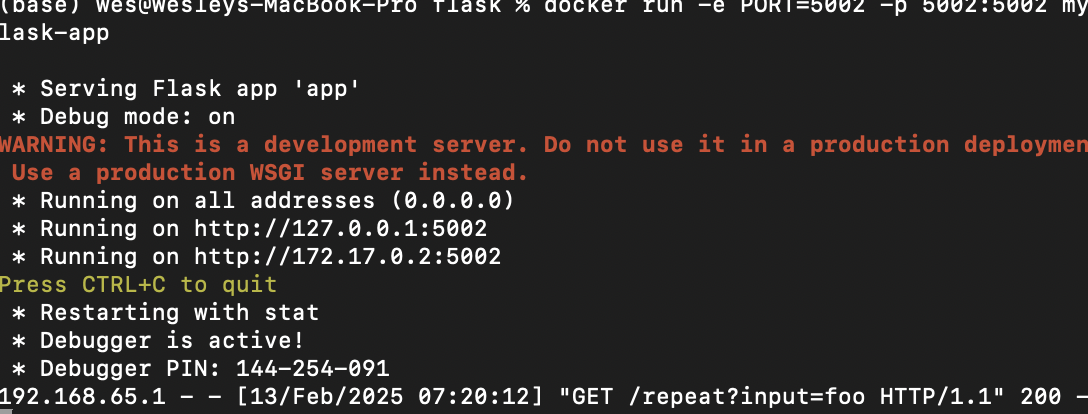 (base) wes@Wesleys-MacBook-Pro flask % docker run -e PORT=5002 -p 5002:5002 my
lask-app
* Serving Flask app 'app'
* Debug mode: on
WARNING: This is a development server. Do not use it in a production deploymen
Use a production WSGI server instead.
* Running on all addresses (0.0.0.0)
* Running on http://127.0.0.1:5002
* Running on http://172.17.0.2:5002
Press CTRL+C to quit
* Restarting with stat
* Debugger is active!
* Debugger PIN: 144-254-091
192.168.65.1 - - [13/Feb/2025 07:20:12] "GET /repeat?input=foo HTTP/1.1" 200 -